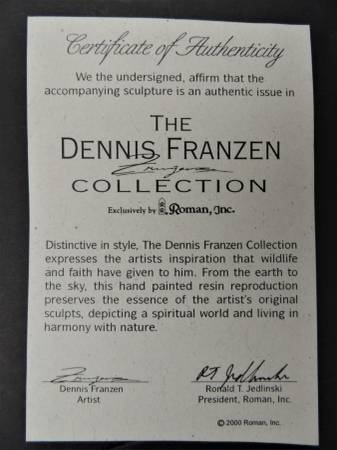 Certificate of Authenticity
We the undersigned, affirm that the
accompanying sculpture is an authentic issue in
THE
DENNIS FRANZEN
Franzen
COLLECTION
Exclusively by Roman, Inc.
Distinctive in style, The Dennis Franzen Collection
expresses the artists inspiration that wildlife
and faith have given to him. From the earth to
the sky, this hand painted resin reproduction
preserves the essence of the artist's original
sculpts, depicting a spiritual world and living in
harmony with nature.
Franzen
R.T. Jedlinski
Dennis Franzen
Ronald T. Jedlinski
Artist
President, Roman, Inc.
© 2000 Roman, Inc.